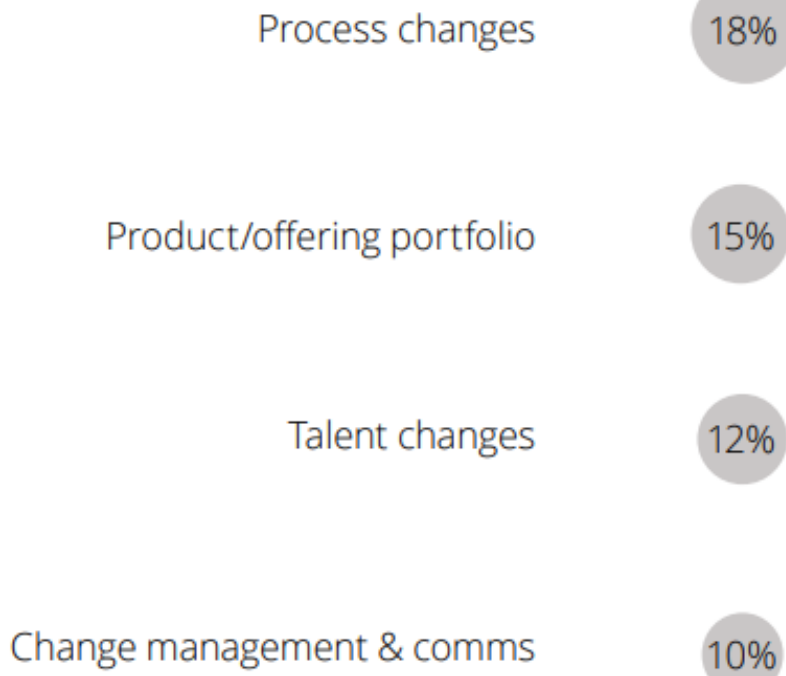 Process changes 18%
Product/offering portfolio 15%
Talent changes 12%
Change management & comms 10%